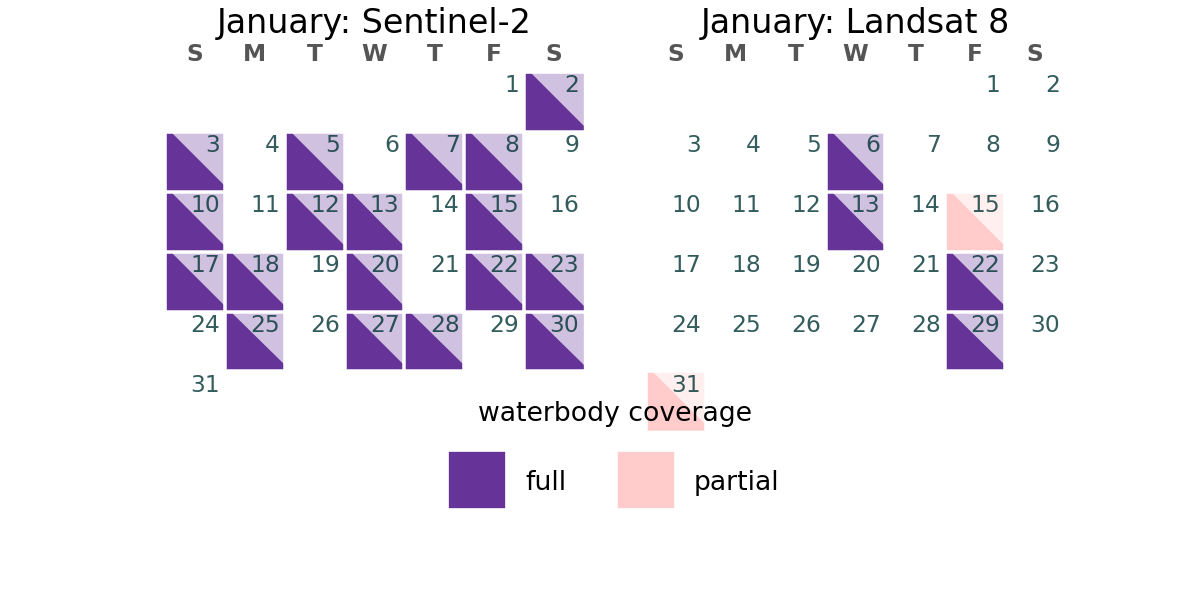 January: Sentinel-2
S M T W T F S
1 2
3 4 5 6 7 8 9
10 11 12 13 14 15 16
17 18 19 20 21 22 23
24 25 26 27 28 29 30
31
January: Landsat 8
S M T W T F S
1 2
3 4 5 6 7 8 9
10 11 12 13 14 15 16
17 18 19 20 21 22 23
24 25 26 27 28 29 30
31
waterbody coverage
full
partial